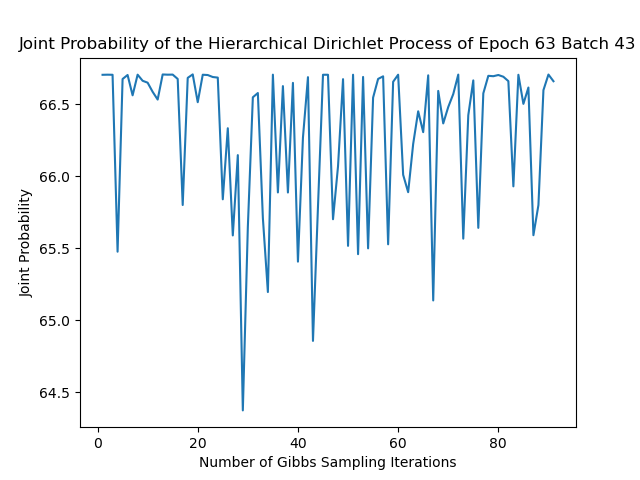 Joint Probability of the Hierarchical Dirichlet Process of Epoch 63 Batch 43
66.5
66.0
65.5
65.0
64.5
Joint Probability
0 20 40 60 80
Number of Gibbs Sampling Iterations